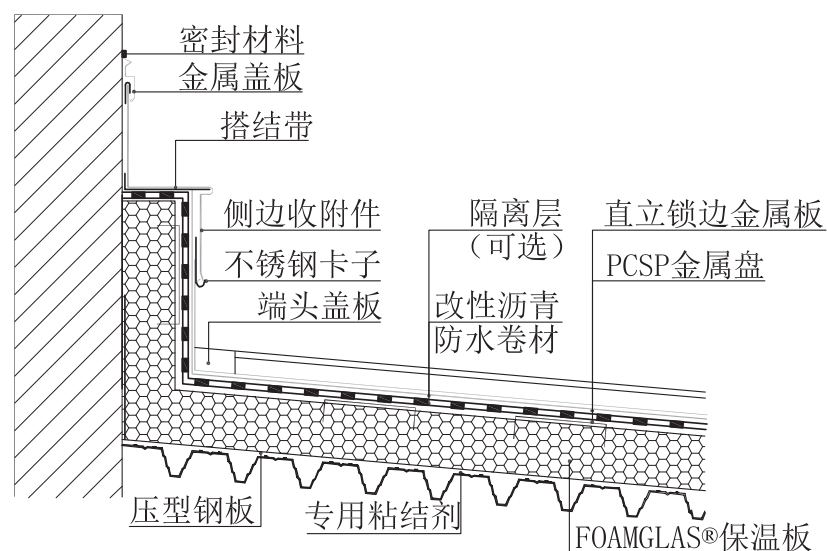 密封材料
金属盖板
搭结带
侧边收附件
隔离层
（可选）
直立锁边金属板
不锈钢卡子
PCSP金属盘
端头盖板
改性沥青
防水卷材
压型钢板
专用粘结剂
FOAMGLAS®保温板